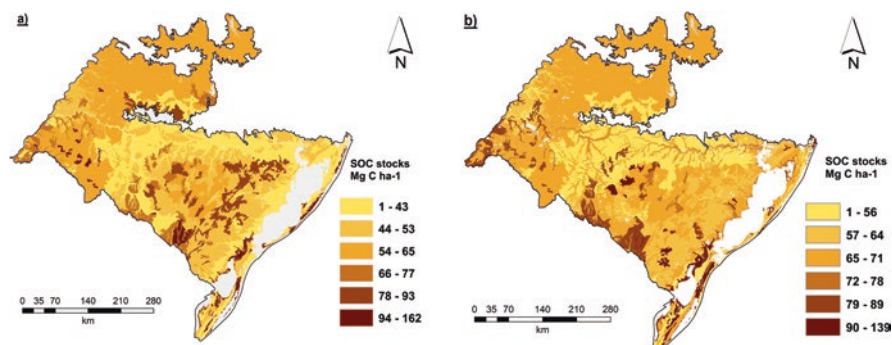 a)
N
SOC stocks
Mg C ha-1
1 - 43
44 - 53
54 - 65
66 - 77
78 - 93
94 - 162
0 35 70 140 210 280
km
b)
N
SOC stocks
Mg C ha-1
1 - 56
57 - 64
65 - 71
72 - 78
79 - 89
90 - 139
0 35 70 140 210 280
km